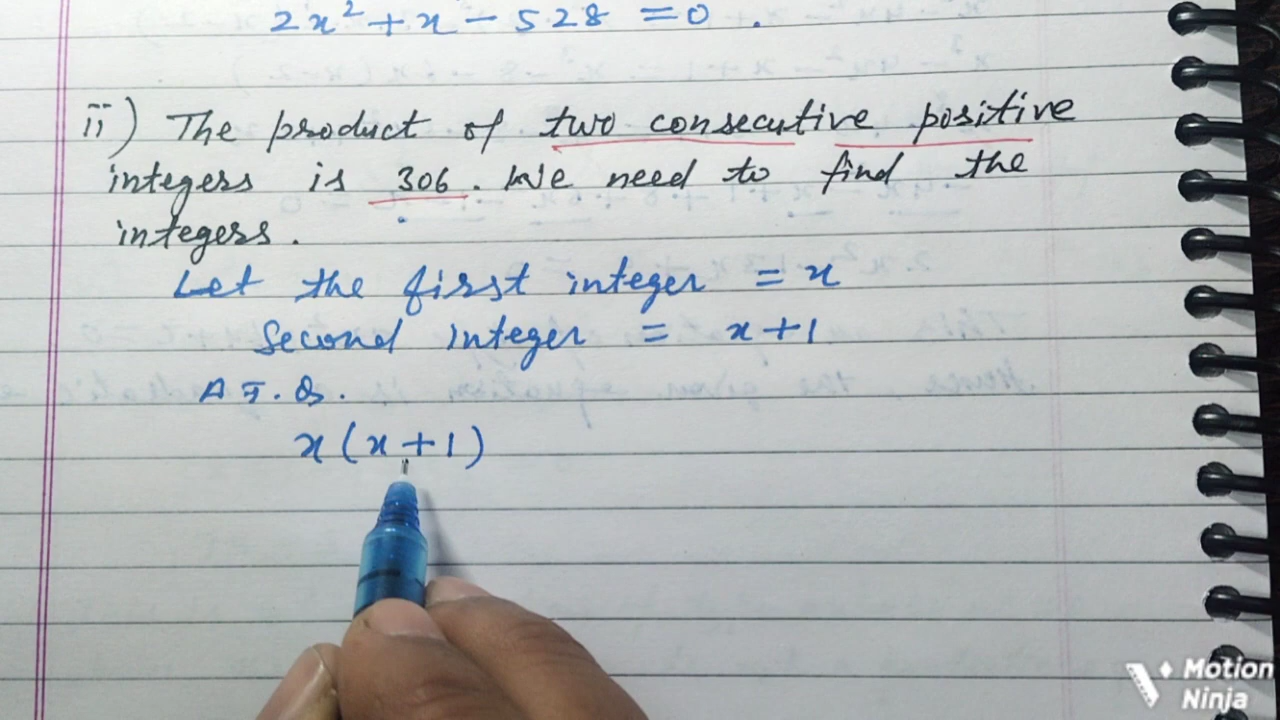 2x² + x - 528 = 0 .
ii) The product of two consecutive positive
integers is 306. We need to find the
integers.
Let the first integer = x
Second integer = x+1
A.T.Q.
x(x+1)
Motion
Ninja